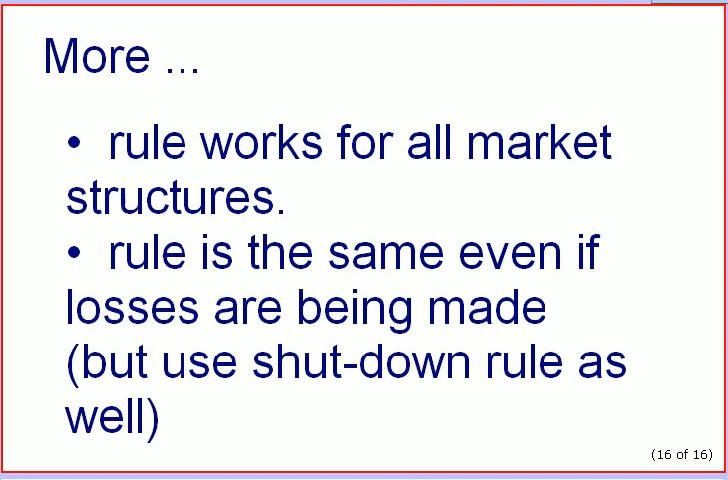 More ...
• rule works for all market
structures.
• rule is the same even if
losses are being made
(but use shut-down rule as
well)
(16 of 16)